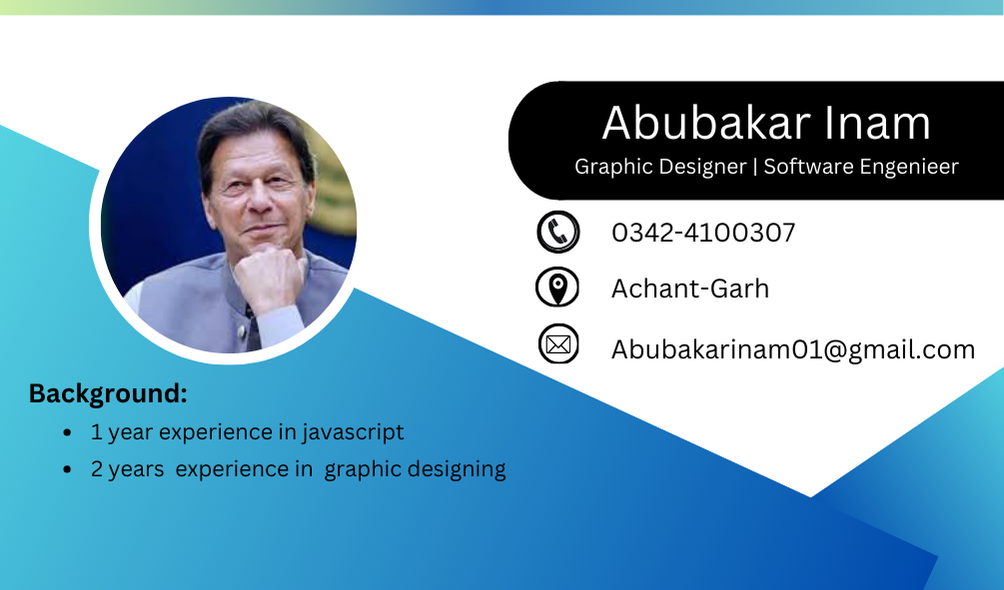 Abubakar Inam
Graphic Designer | Software Engenieer
0342-4100307
Achant-Garh
Abubakarinam01@gmail.com
Background:
• 1 year experience in javascript
• 2 years  experience in  graphic designing